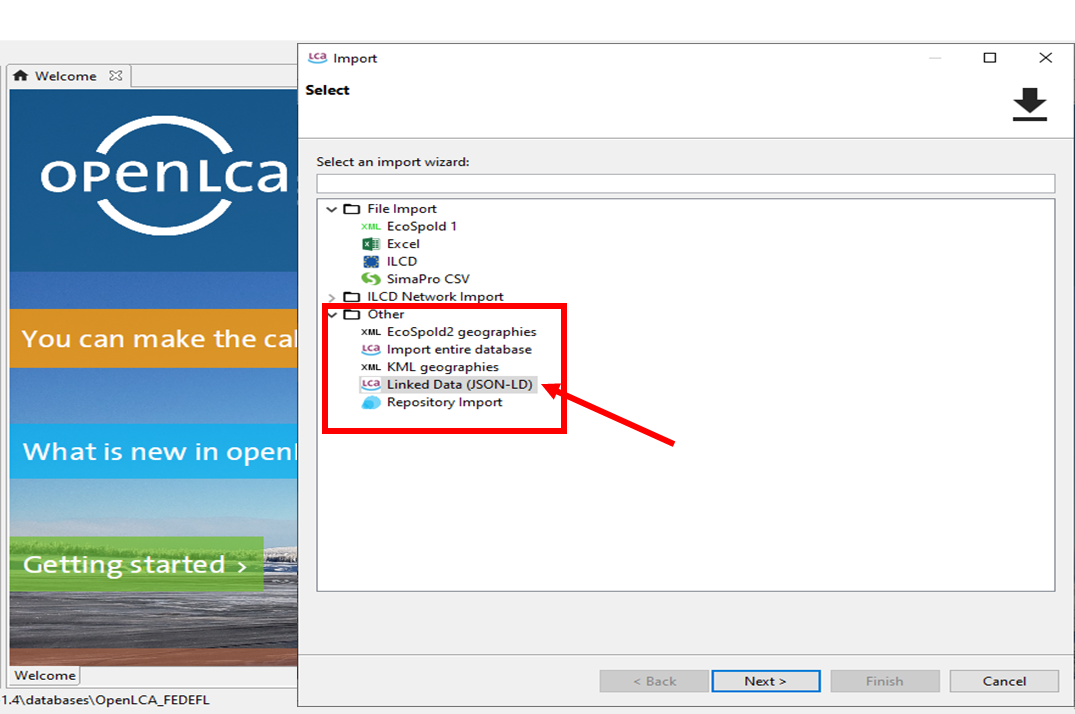 LCA Import
Welcome
Select
openLCA
Select an import wizard:
File Import
XML EcoSpold 1
Excel
ILCD
SimaPro CSV
ILCD Network Import
Other
XML EcoSpold2 geographies
LCA Import entire database
XML KML geographies
LCA Linked Data (JSON-LD)
Repository Import
You can make the cal
What is new in openl
Getting started ›
< Back
Next >
Finish
Cancel
Welcome
1.4\databases\OpenLCA_FEDEFL